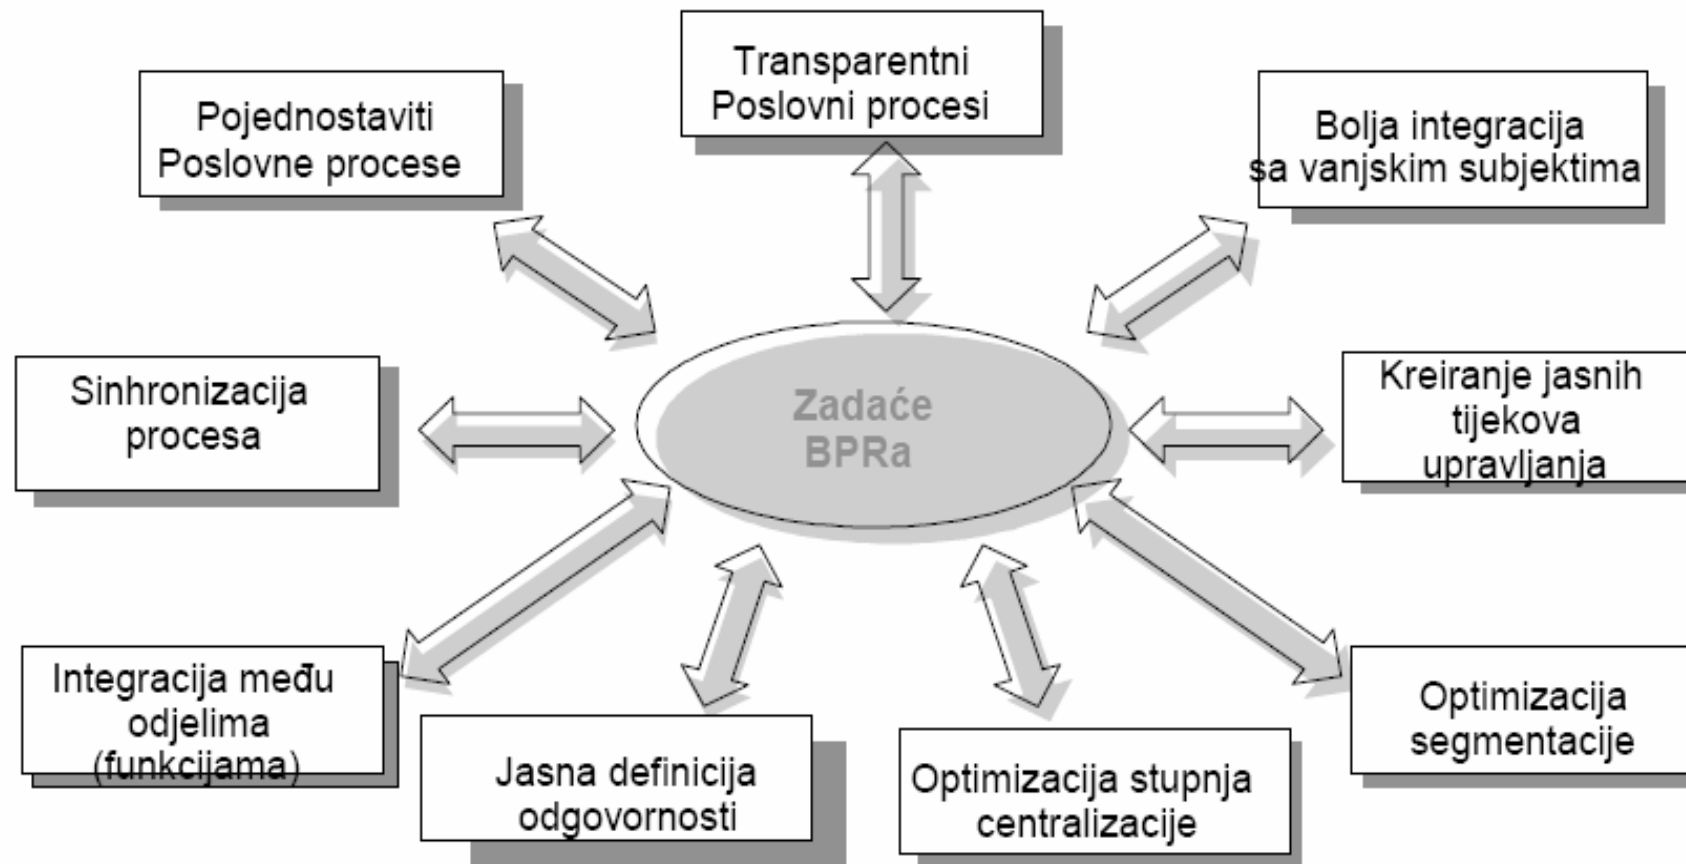 Transparentni
Poslovni procesi
Pojednostaviti
Poslovne procese
Bolja integracija
sa vanjskim subjektima
Sinhronizacija
procesa
Zadaće
BPRa
Kreiranje jasnih
tijekova
upravljanja
Integracija među
odjelima
(funkcijama)
Jasna definicija
odgovornosti
Optimizacija stupnja
centralizacije
Optimizacija
segmentacije